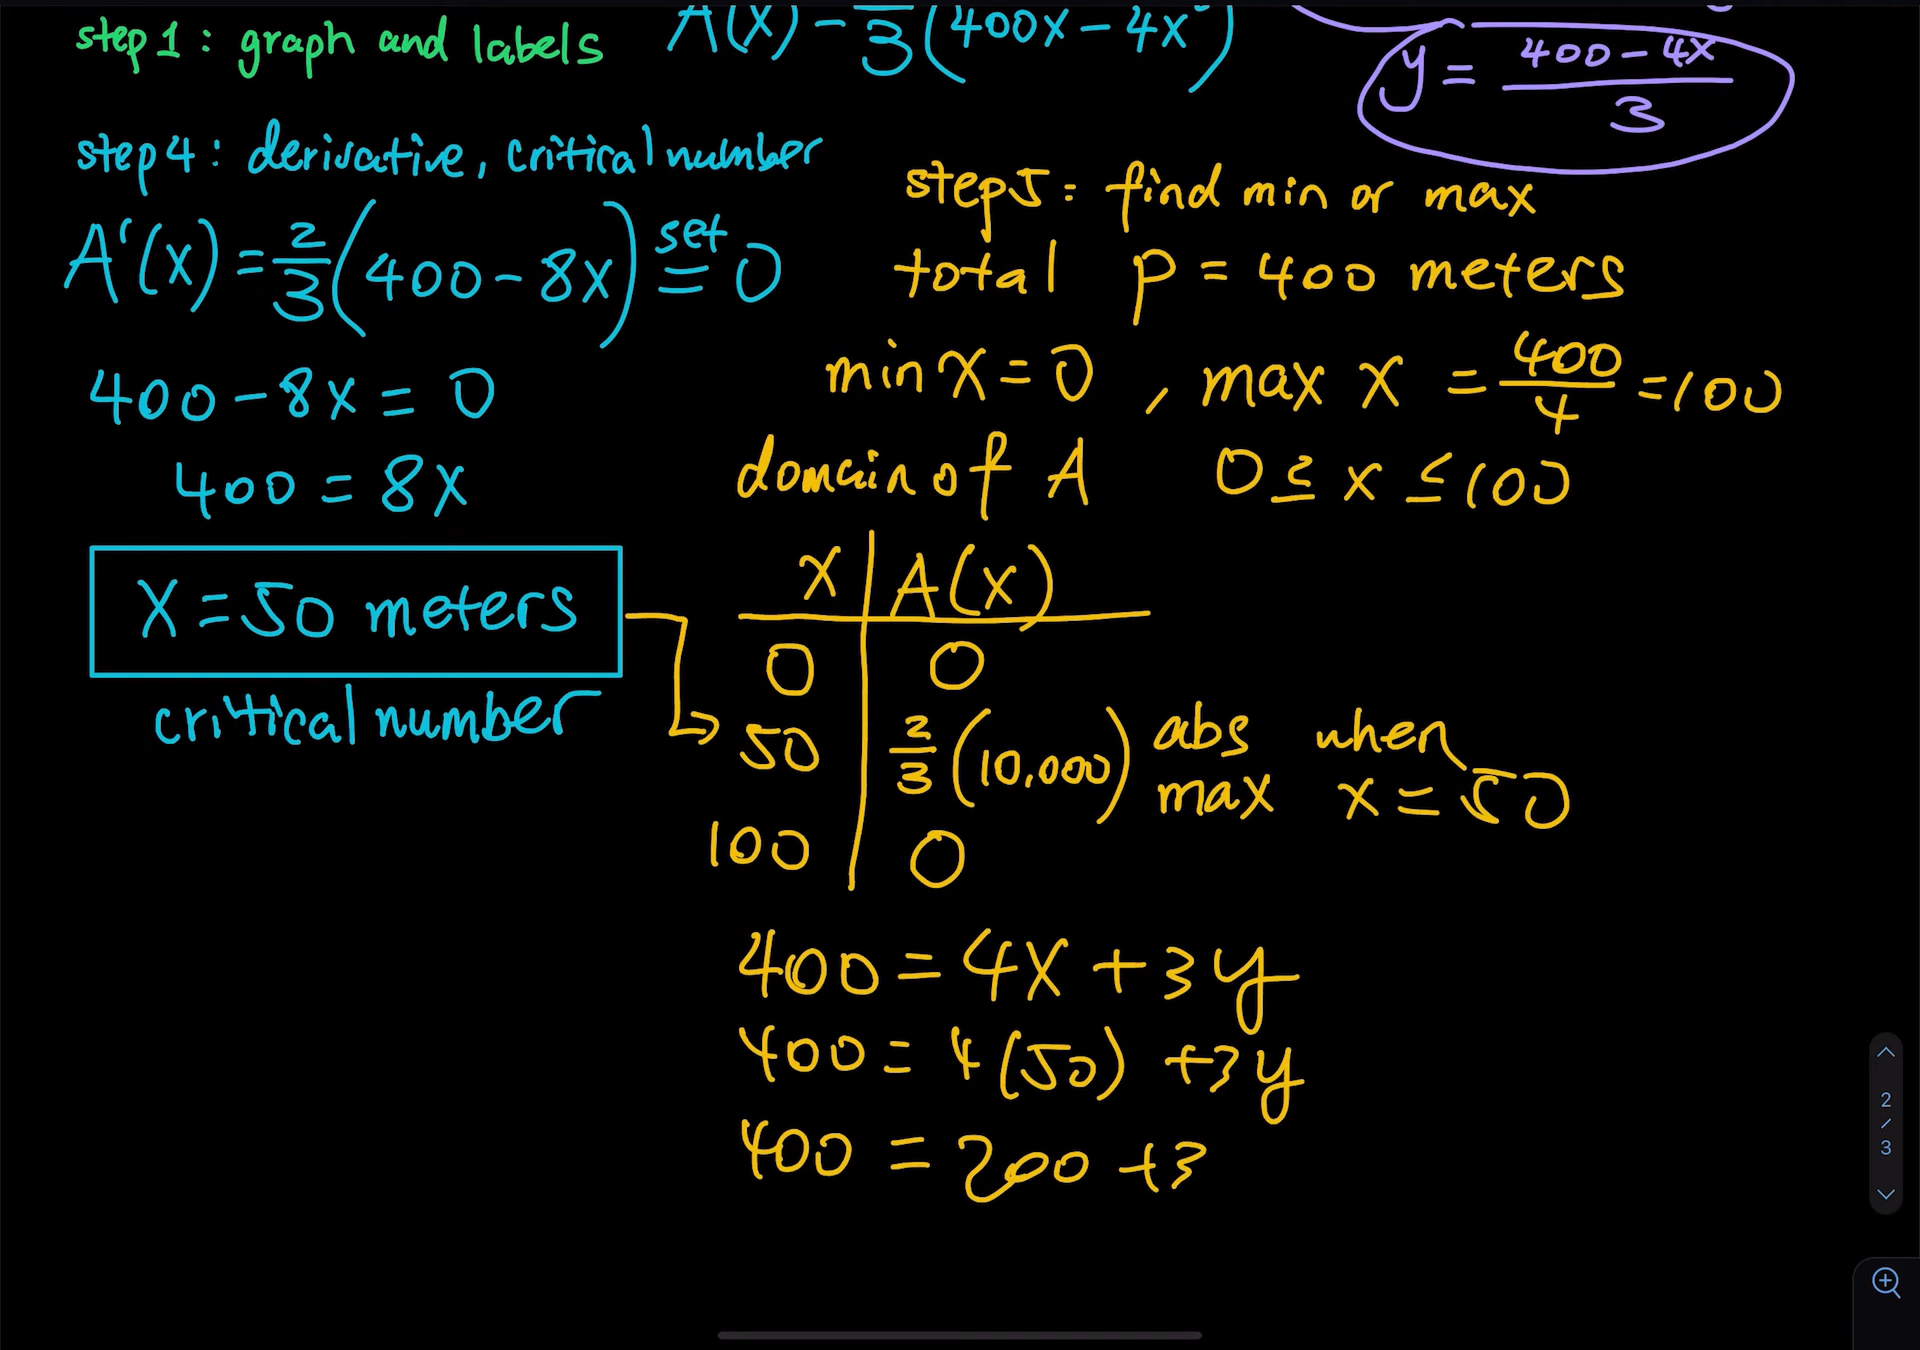 step 1: graph and labels
A(x) = 2/3 (400x - 4x²)
y = (400 - 4x)/3
step 4: derivative, critical number
A'(x) = 2/3 (400 - 8x) set = 0
400 - 8x = 0
400 = 8x
x = 50 meters
critical number
step 5: find min or max
total p = 400 meters
min x = 0, max x = 400/4 = 100
domain of A 0 ≤ x ≤ 100
x | A(x)
0 | 0
50 | 2/3 (10,000) abs max when x = 50
100 | 0
400 = 4x + 3y
400 = 4(50) + 3y
400 = 200 + 3
2/3